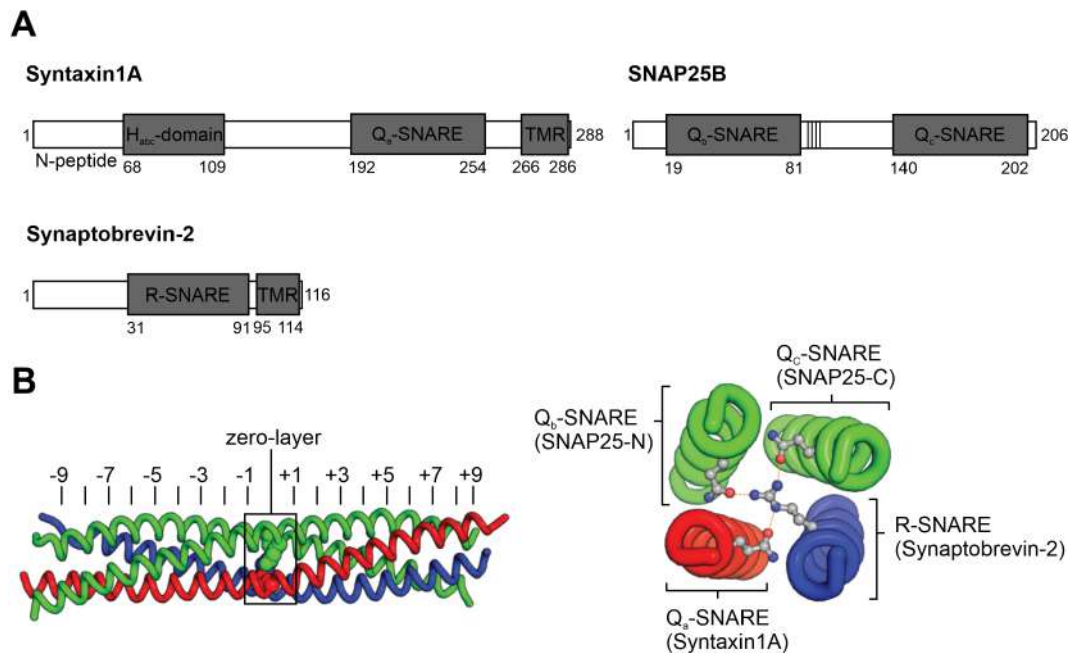 A
Syntaxin1A
1
Habc-domain
Qa-SNARE
TMR
288
N-peptide
68
109
192
254
266
286
SNAP25B
1
Qb-SNARE
Qc-SNARE
206
19
81
140
202
Synaptobrevin-2
1
R-SNARE
TMR
116
31
91
95
114
B
zero-layer
-9
-7
-5
-3
-1
+1
+3
+5
+7
+9
QC-SNARE
(SNAP25-C)
Qb-SNARE
(SNAP25-N)
R-SNARE
(Synaptobrevin-2)
Qa-SNARE
(Syntaxin1A)